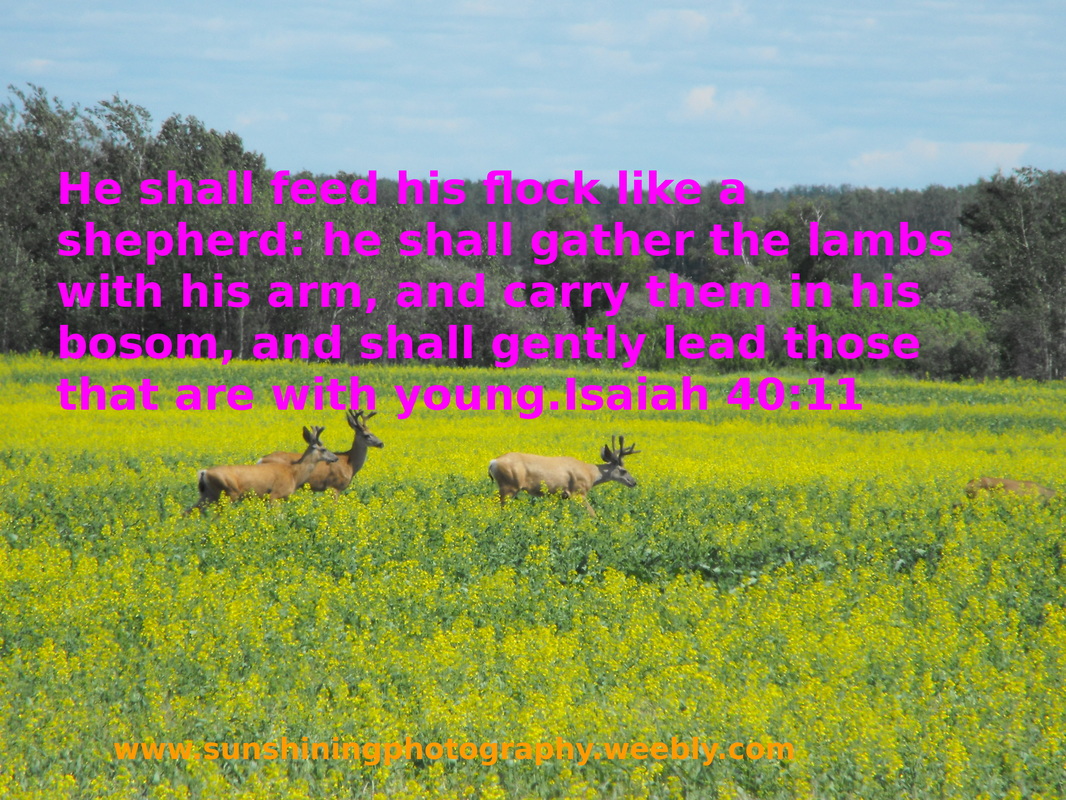 He shall feed his flock like a
shepherd: he shall gather the lambs
with his arm, and carry them in his
bosom, and shall gently lead those
that are with young.Isaiah 40:11
www.sunshiningphotography.weebly.com